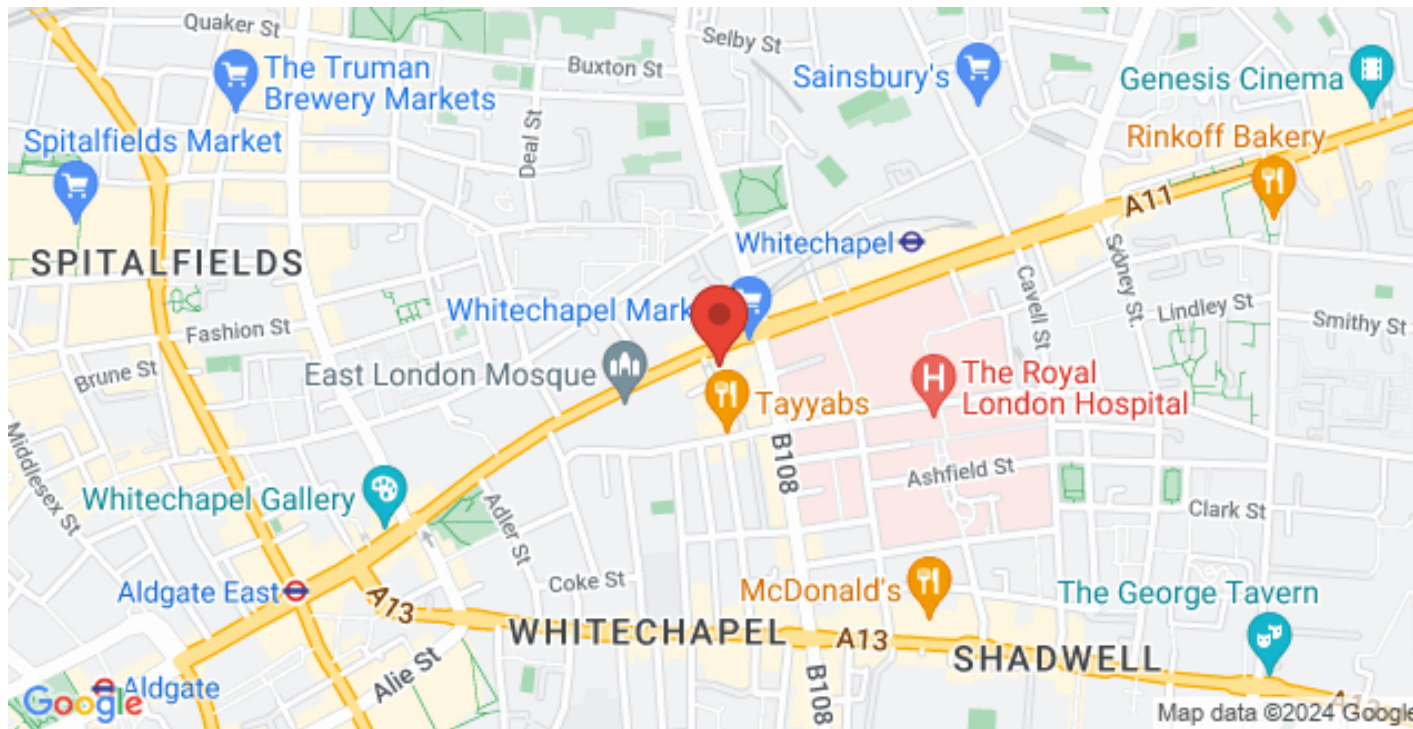 Quaker St
Selby St
Buxton St
The Truman
Brewery Markets
Sainsbury's
Genesis Cinema
Rinkoff Bakery
Spitalfields Market
Deal St
A11
SPITALFIELDS
Whitechapel
Sidney St.
Cavell St
Lindley St
Smithy St
Whitechapel Mark
Fashion St
Brune St
East London Mosque
Tayyabs
The Royal
London Hospital
Middlesex St
B108
Ashfield St
Whitechapel Gallery
Adler St
Clark St
Coke St
Aldgate East
A13
McDonald's
The George Tavern
WHITECHAPEL
A13
SHADWELL
Alie St
B108
Aldgate
A13
Google
Map data ©2024 Google